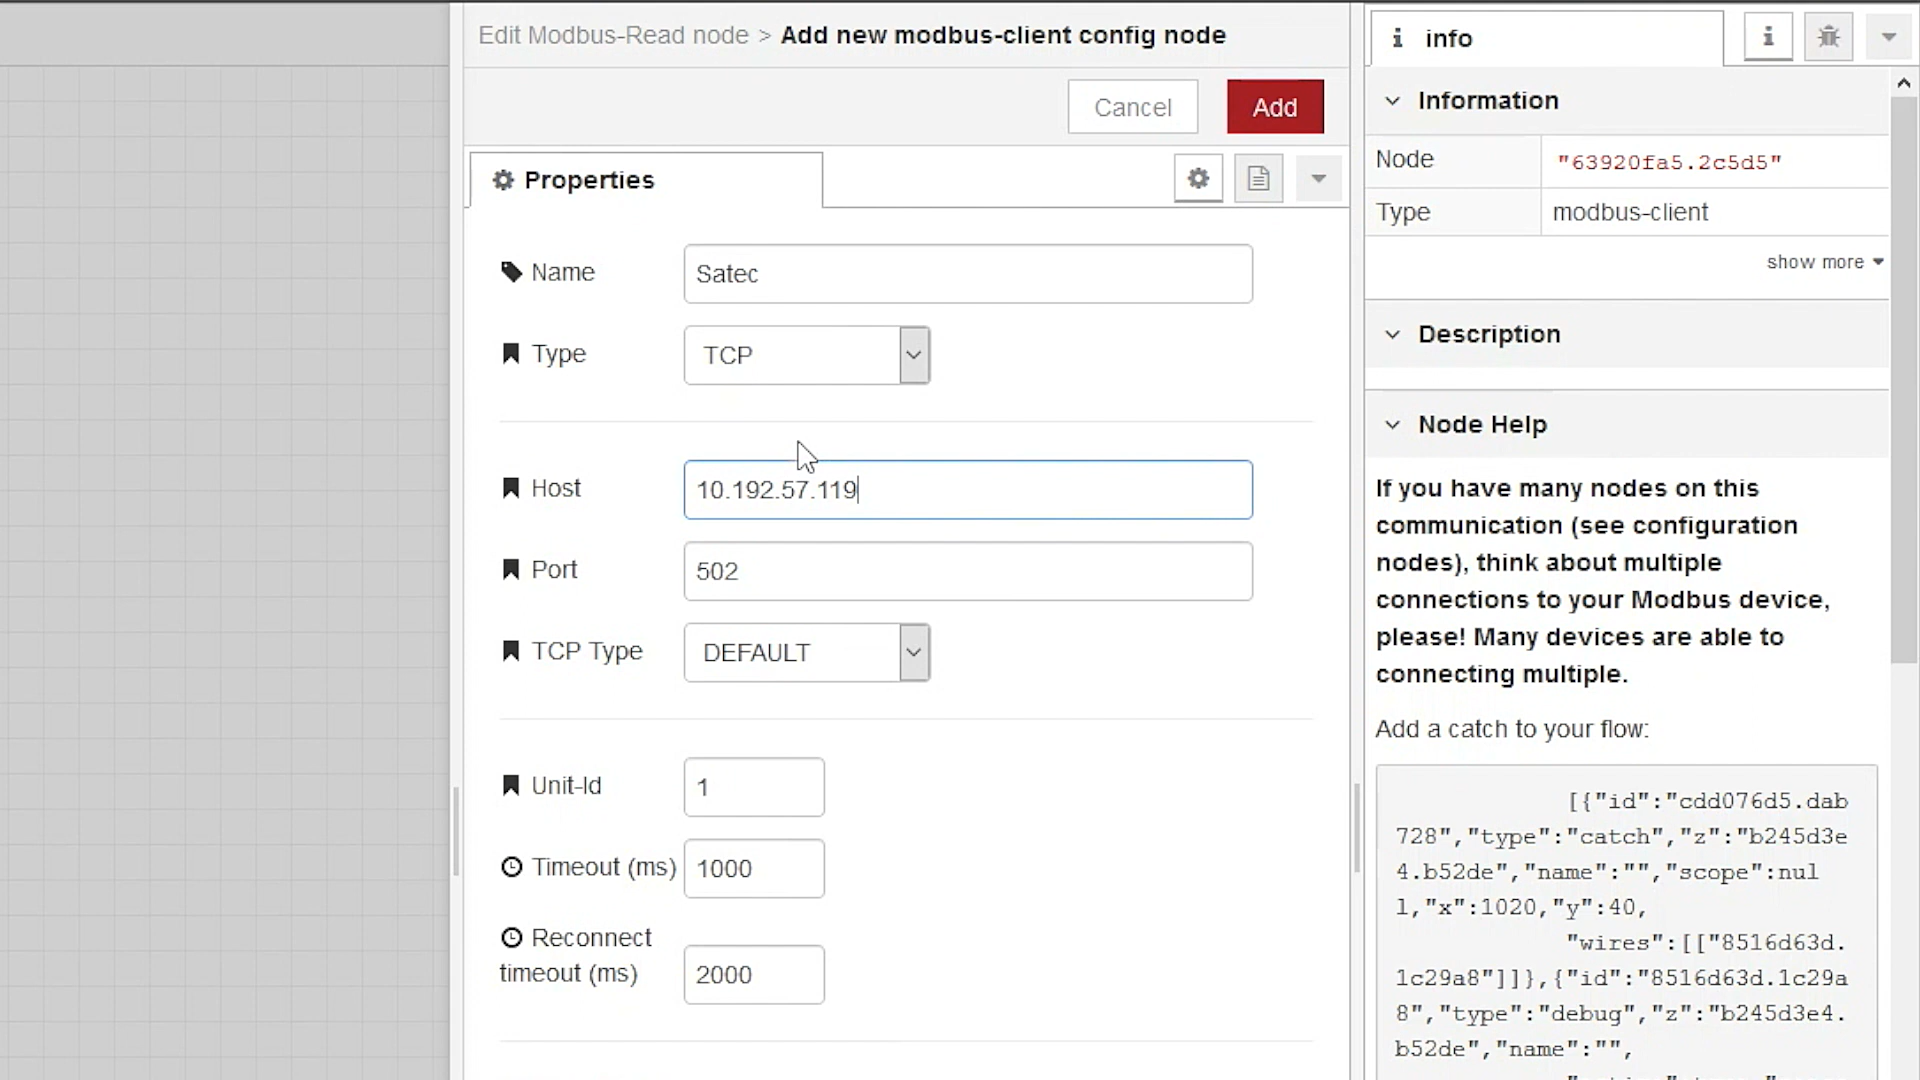 Edit Modbus-Read node > Add new modbus-client config node
Cancel
Add
Properties
Name
Satec
Type
TCP
Host
10.192.57.119
Port
502
TCP Type
DEFAULT
Unit-Id
1
Timeout (ms)
1000
Reconnect
timeout (ms)
2000
i info
i
Information
Node
"63920fa5.2c5d5"
Type
modbus-client
show more
Description
Node Help
If you have many nodes on this
communication (see configuration
nodes), think about multiple
connections to your Modbus device,
please! Many devices are able to
connecting multiple.
Add a catch to your flow:
[{"id":"cdd076d5.dab
728","type":"catch","z":"b245d3e
4.b52de","name":"","scope":nul
l,"x":1020,"y":40,
"wires":[["8516d63d.
1c29a8"]]},{"id":"8516d63d.1c29a
8","type":"debug","z":"b245d3e4.
b52de","name":"",